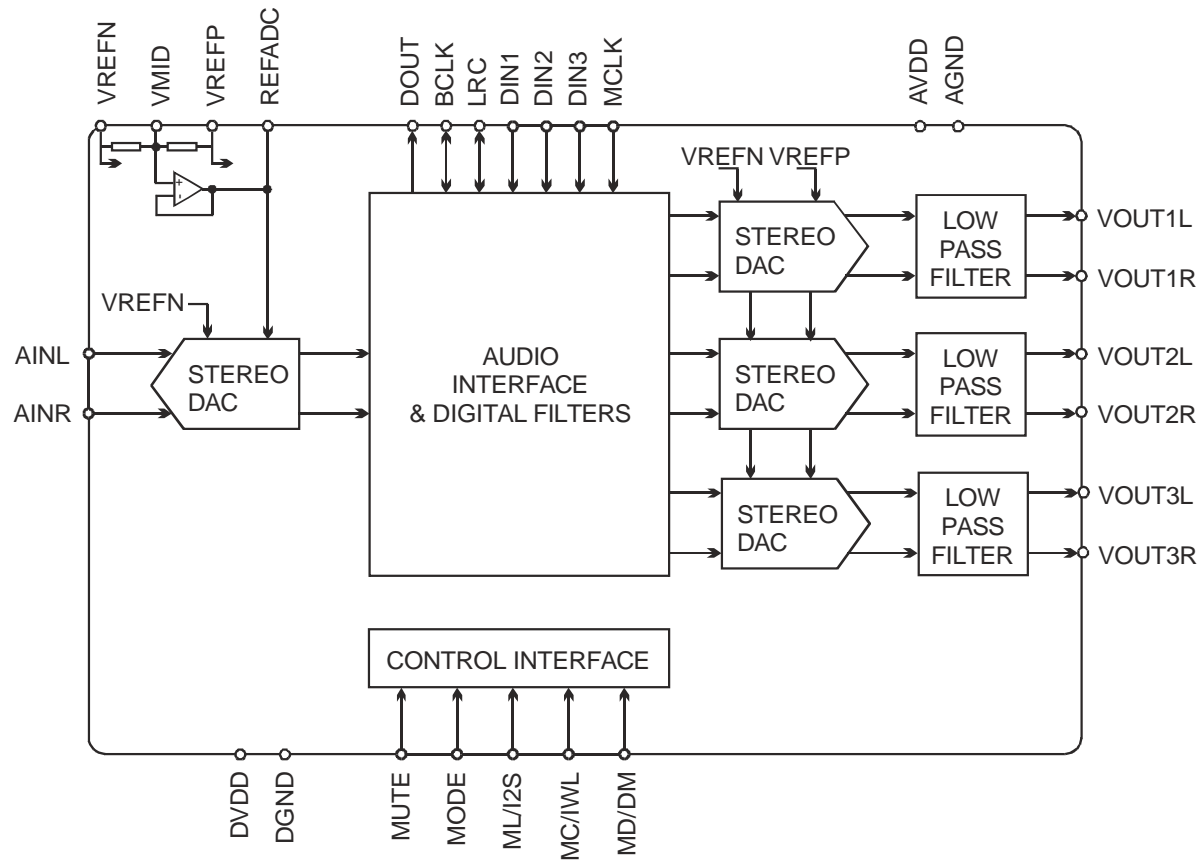 VREFN
VMID
VREFP
REFADC
DOUT
BCLK
LRC
DIN1
DIN2
DIN3
MCLK
AVDD
AGND
+
-
VREFN VREFP
STEREO
DAC
LOW
PASS
FILTER
VOUT1L
VOUT1R
VREFN
AINL
AINR
STEREO
DAC
AUDIO
INTERFACE
& DIGITAL FILTERS
STEREO
DAC
LOW
PASS
FILTER
VOUT2L
VOUT2R
STEREO
DAC
LOW
PASS
FILTER
VOUT3L
VOUT3R
CONTROL INTERFACE
DVDD
DGND
MUTE
MODE
ML/I2S
MC/IWL
MD/DM